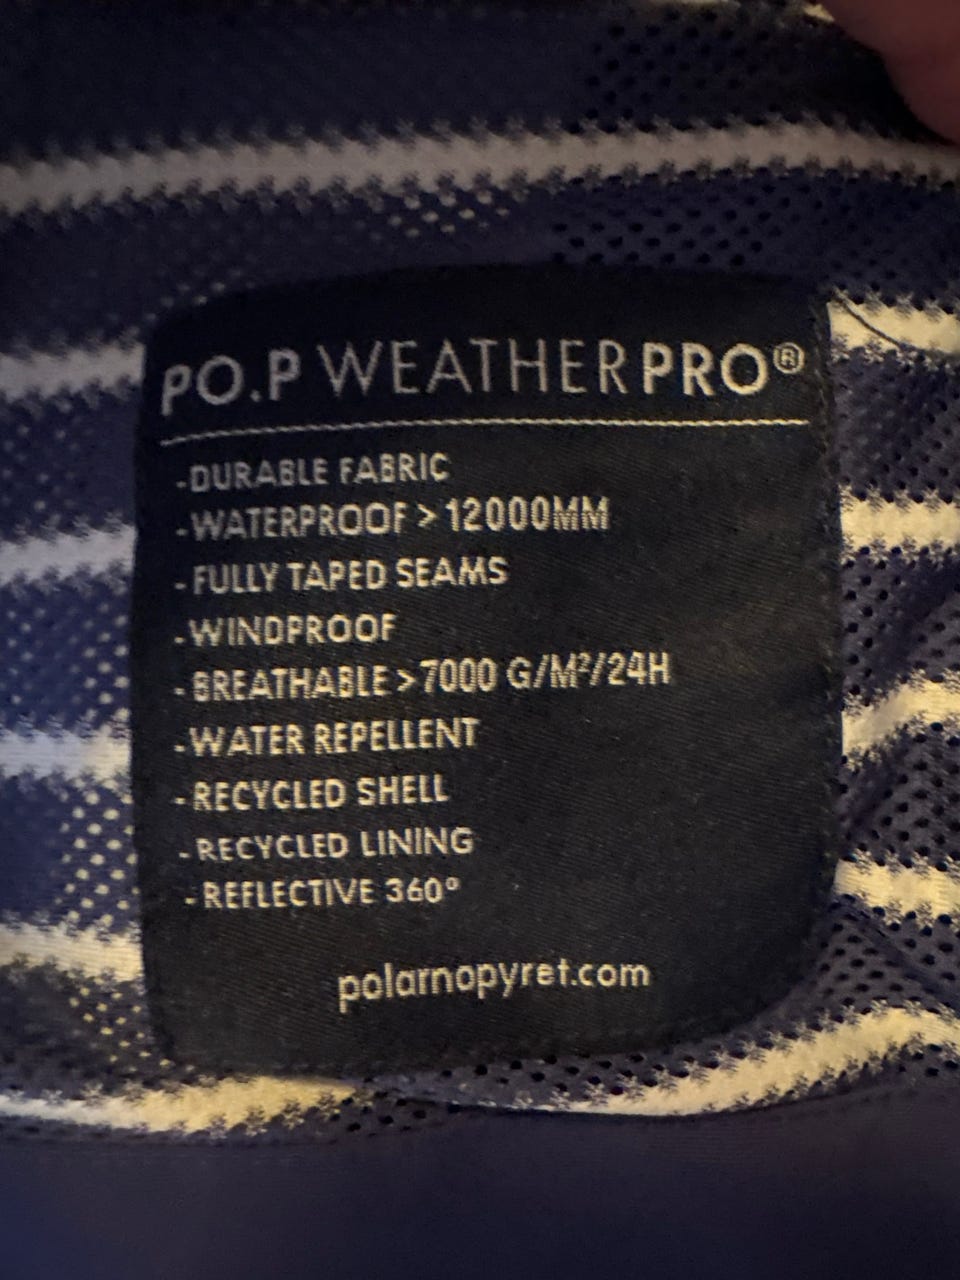 PO.P WEATHERPRO®
-DURABLE FABRIC
-WATERPROOF > 12000MM
-FULLY TAPED SEAMS
-WINDPROOF
-BREATHABLE >7000 G/M²/24H
-WATER REPELLENT
-RECYCLED SHELL
-RECYCLED LINING
-REFLECTIVE 360°
polarnopyret.com